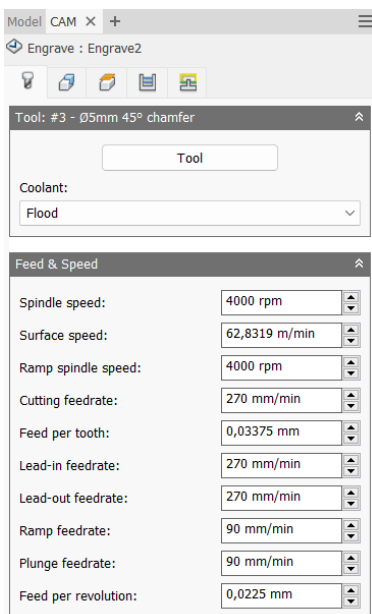 Model CAM × +
Engrave : Engrave2
Tool: #3 - Ø5mm 45° chamfer
Tool
Coolant:
Flood
Feed & Speed
Spindle speed: 4000 rpm
Surface speed: 62,8319 m/min
Ramp spindle speed: 4000 rpm
Cutting feedrate: 270 mm/min
Feed per tooth: 0,03375 mm
Lead-in feedrate: 270 mm/min
Lead-out feedrate: 270 mm/min
Ramp feedrate: 90 mm/min
Plunge feedrate: 90 mm/min
Feed per revolution: 0,0225 mm